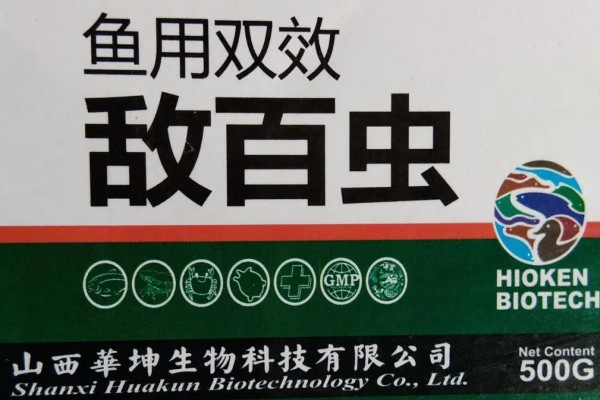 鱼用双效
敌百虫
HIOKEN
BIOTECH
GMP
山西華坤生物科技有限公司
Shanxi Huakun Biotechnology Co., Ltd.
Net Content
500G